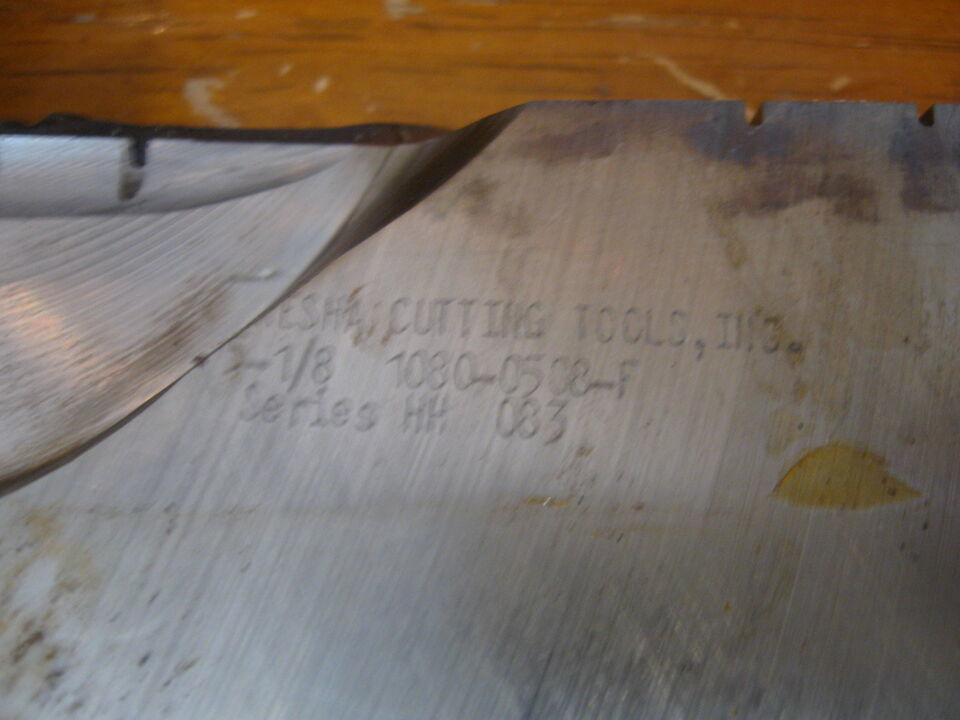 CUTTING TOOLS, INC.
-1/8 1080-0508-F
Series HH 083